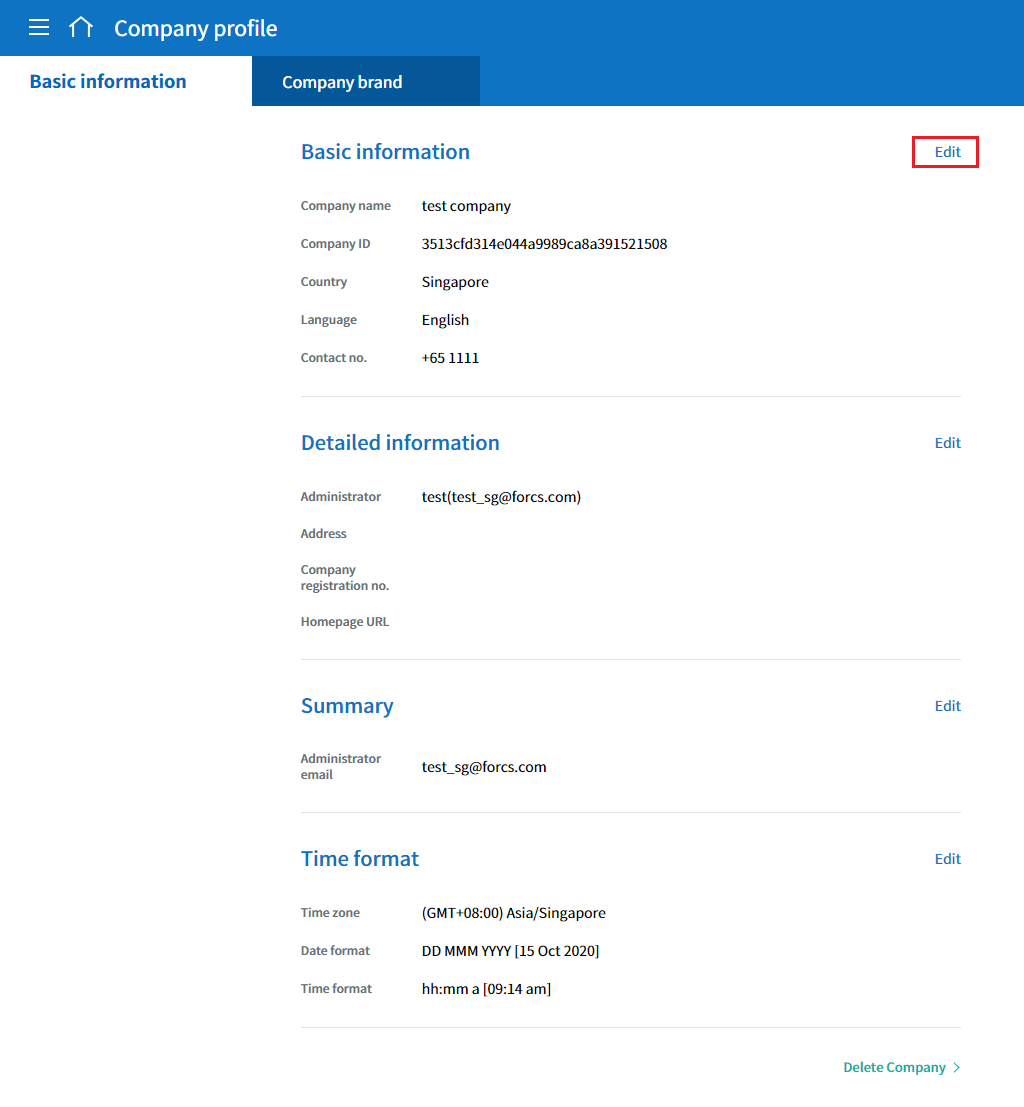 Company profile
Basic information
Company brand
Basic information
Edit
Company name
test company
Company ID
3513cfd314e044a9989ca8a391521508
Country
Singapore
Language
English
Contact no.
+65 1111
Detailed information
Edit
Administrator
test(test_sg@forcs.com)
Address
Company
registration no.
Homepage URL
Summary
Edit
Administrator
email
test_sg@forcs.com
Time format
Edit
Time zone
(GMT+08:00) Asia/Singapore
Date format
DD MMM YYYY [15 Oct 2020]
Time format
hh:mm a [09:14 am]
Delete Company